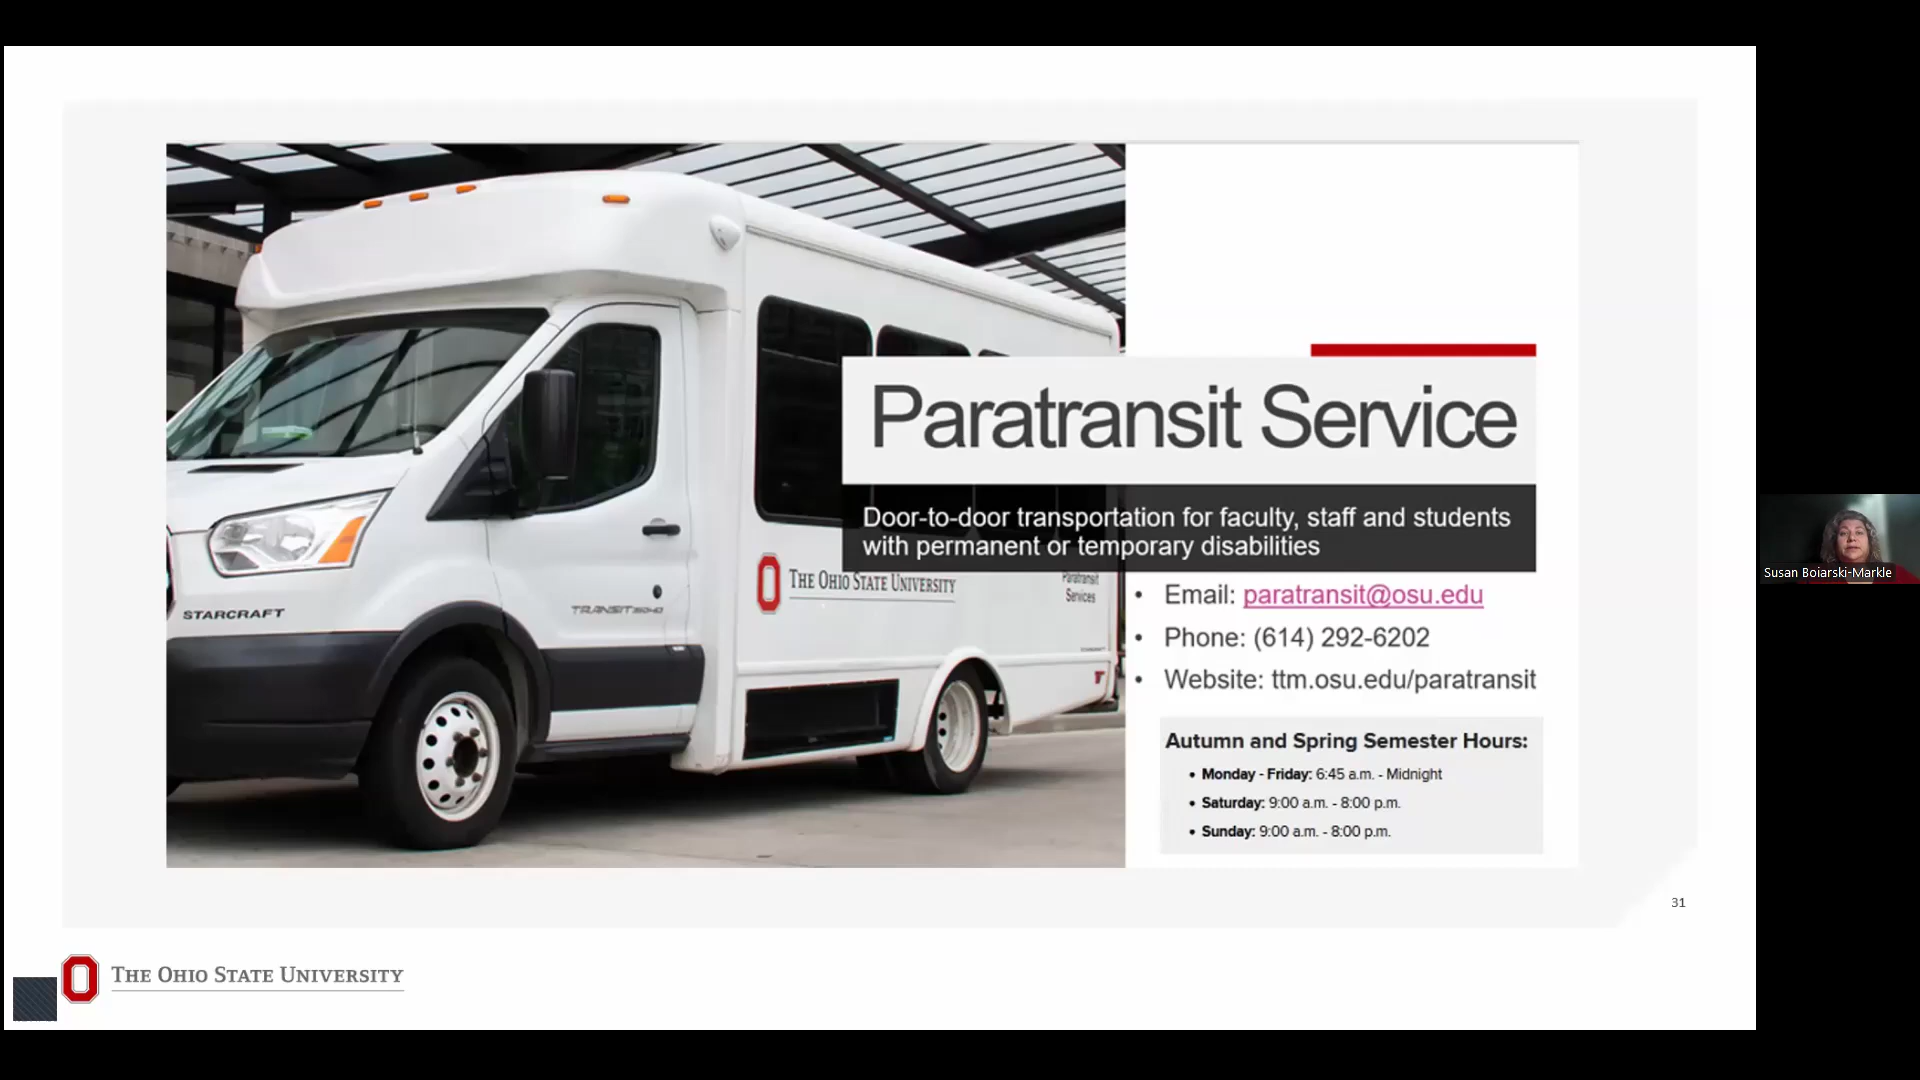 Paratransit Service
Door-to-door transportation for faculty, staff and students
with permanent or temporary disabilities
THE OHIO STATE UNIVERSITY
Paratransit
Services
STARCRAFT
TRANSIT350HD
• Email: paratransit@osu.edu
• Phone: (614) 292-6202
• Website: ttm.osu.edu/paratransit
Autumn and Spring Semester Hours:
• Monday - Friday: 6:45 a.m. - Midnight
• Saturday: 9:00 a.m. - 8:00 p.m.
• Sunday: 9:00 a.m. - 8:00 p.m.
Susan Boiarski-Markle
31
THE OHIO STATE UNIVERSITY